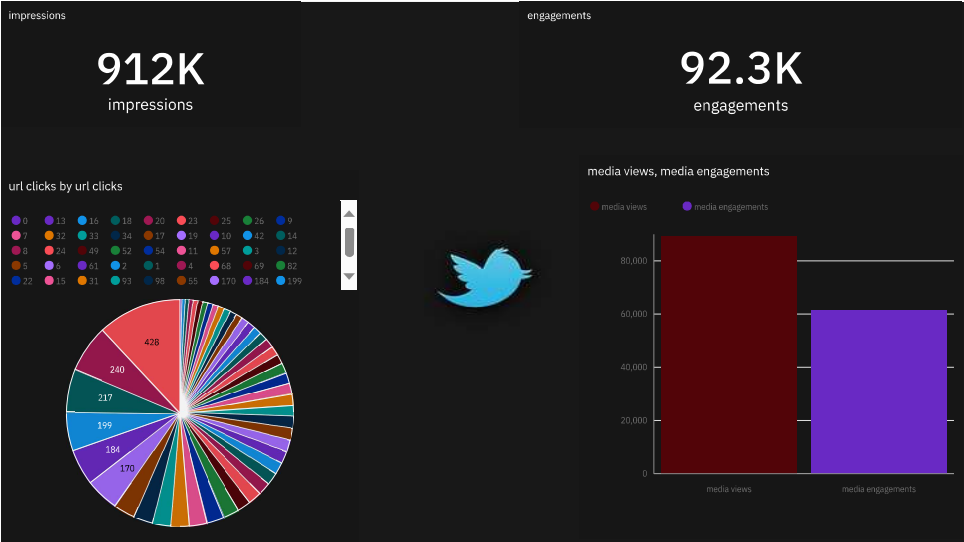 impressions
912K
impressions
engagements
92.3K
engagements
url clicks by url clicks
0 13 16 18 20 23 25 26 9
7 32 33 34 17 19 10 42 14
8 24 49 52 54 11 57 3 12
5 6 61 2 1 4 68 69 82
22 15 31 93 98 55 170 184 199
428
240
217
199
184
170
media views, media engagements
media views media engagements
80,000
60,000
40,000
20,000
0
media views media engagements